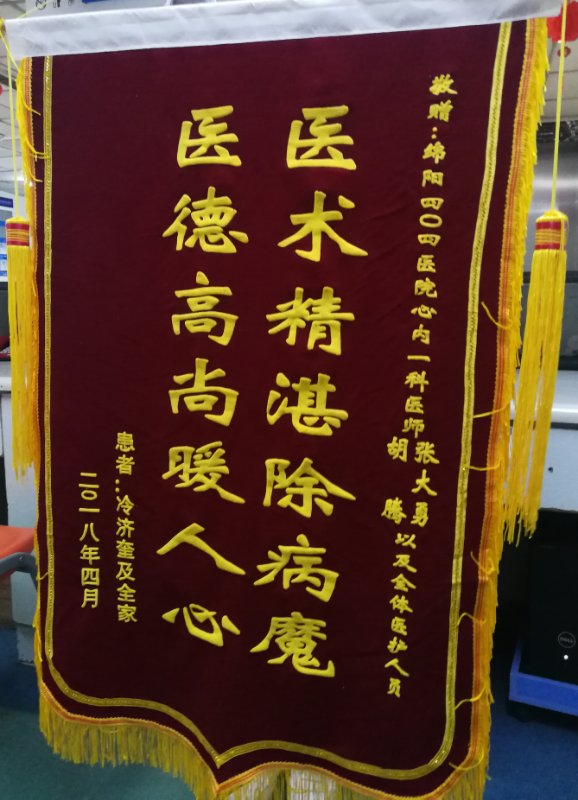 敬赠：绵阳四〇四医院心内一科医师张大勇
胡腾以及全体医护人员
医术精湛除病魔
医德高尚暖人心
患者：冷济奎及全家
二〇一八年四月
DELL